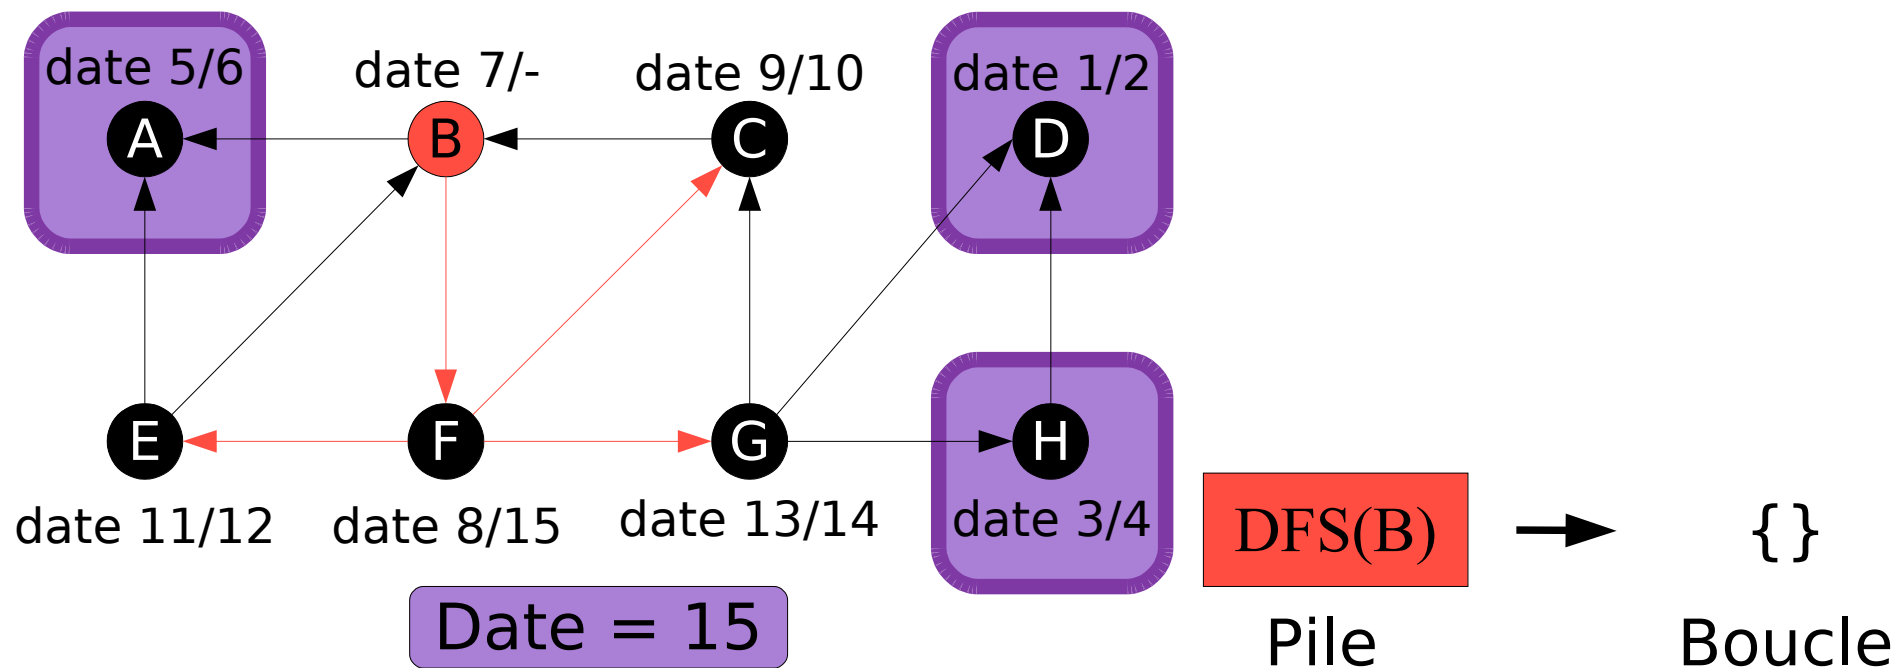 date 5/6
date 7/-
date 9/10
date 1/2
A
B
C
D
E
F
G
H
date 11/12
date 8/15
date 13/14
date 3/4
DFS(B)
{}
Date = 15
Pile
Boucle